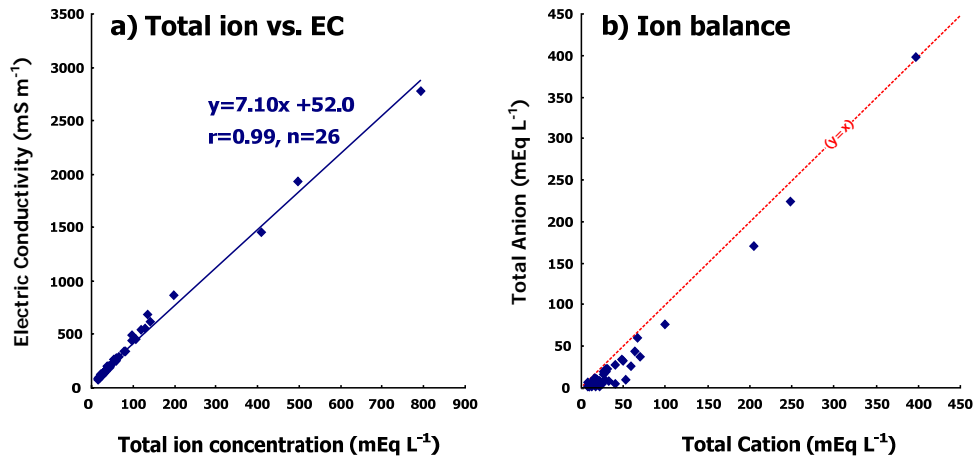 a) Total ion vs. EC
Electric Conductivity (mS m⁻¹)
3500
3000
2500
2000
1500
1000
500
0
y=7.10x +52.0
r=0.99, n=26
0 100 200 300 400 500 600 700 800 900
Total ion concentration (mEq L⁻¹)
b) Ion balance
Total Anion (mEq L⁻¹)
450
400
350
300
250
200
150
100
50
0
(y=x)
0 50 100 150 200 250 300 350 400 450
Total Cation (mEq L⁻¹)